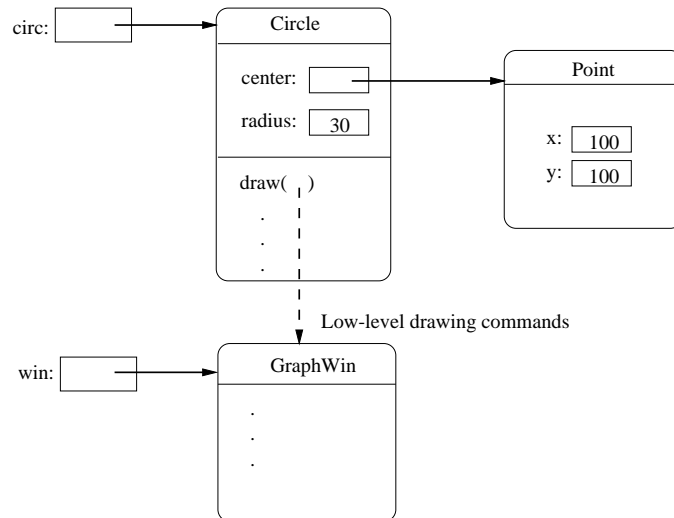 circ:
Circle
center:
radius: 30
draw( )
.
.
.
Point
x: 100
y: 100
Low-level drawing commands
win:
GraphWin
.
.
.